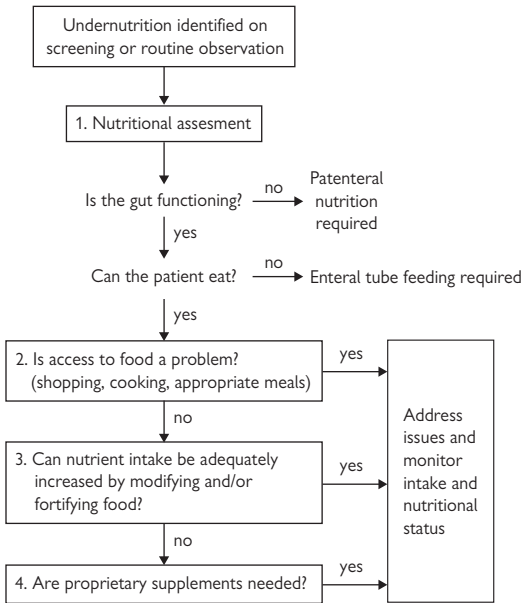 Undernutrition identified on
screening or routine observation
1. Nutritional assesment
Is the gut functioning?
no
Patenteral
nutrition
required
yes
Can the patient eat?
no
Enteral tube feeding required
yes
2. Is access to food a problem?
(shopping, cooking, appropriate meals)
yes
no
3. Can nutrient intake be adequately
increased by modifying and/or
fortifying food?
yes
no
4. Are proprietary supplements needed?
yes
Address
issues and
monitor
intake and
nutritional
status